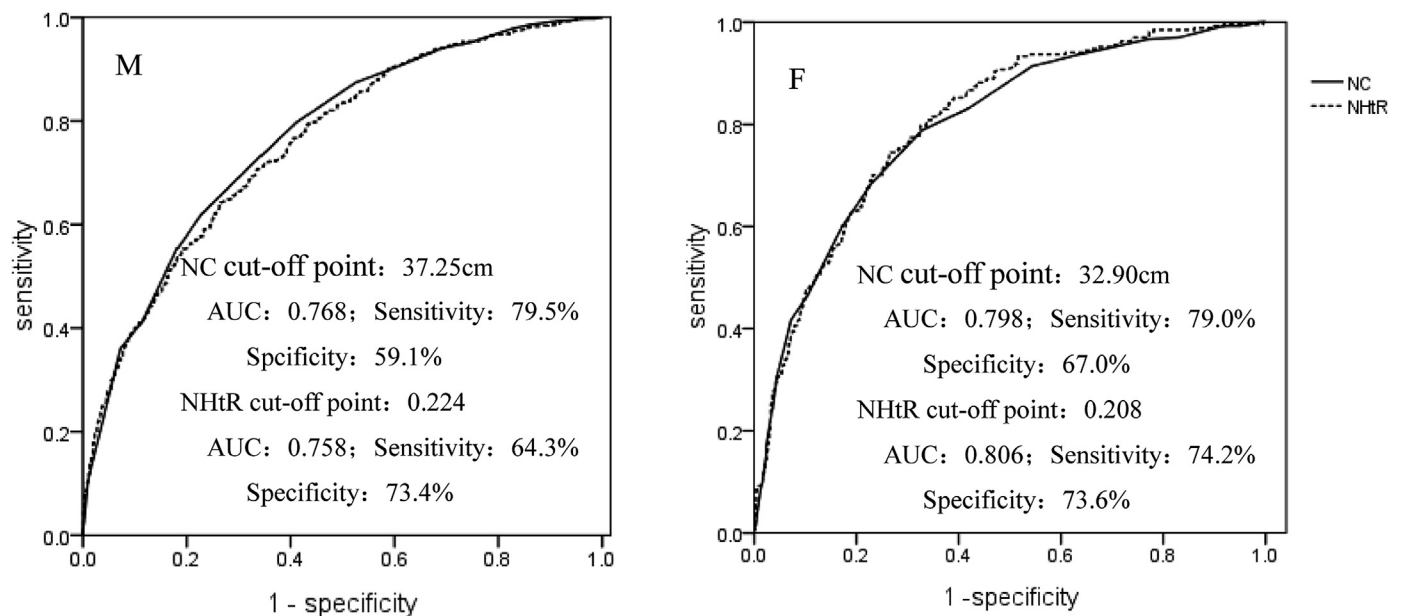 M
1.0
0.8
0.6
0.4
0.2
0.0
sensitivity
NC cut-off point：37.25cm
AUC：0.768；Sensitivity：79.5%
Spcificity：59.1%
NHtR cut-off point：0.224
AUC：0.758；Sensitivity：64.3%
Specificity：73.4%
0.0 0.2 0.4 0.6 0.8 1.0
1 - specificity
F
1.0
0.8
0.6
0.4
0.2
0.0
sensitivity
NC cut-off point：32.90cm
AUC：0.798；Sensitivity：79.0%
Specificity：67.0%
NHtR cut-off point：0.208
AUC：0.806；Sensitivity：74.2%
Specificity：73.6%
0.0 0.2 0.4 0.6 0.8 1.0
1 -specificity
NC
NHtR